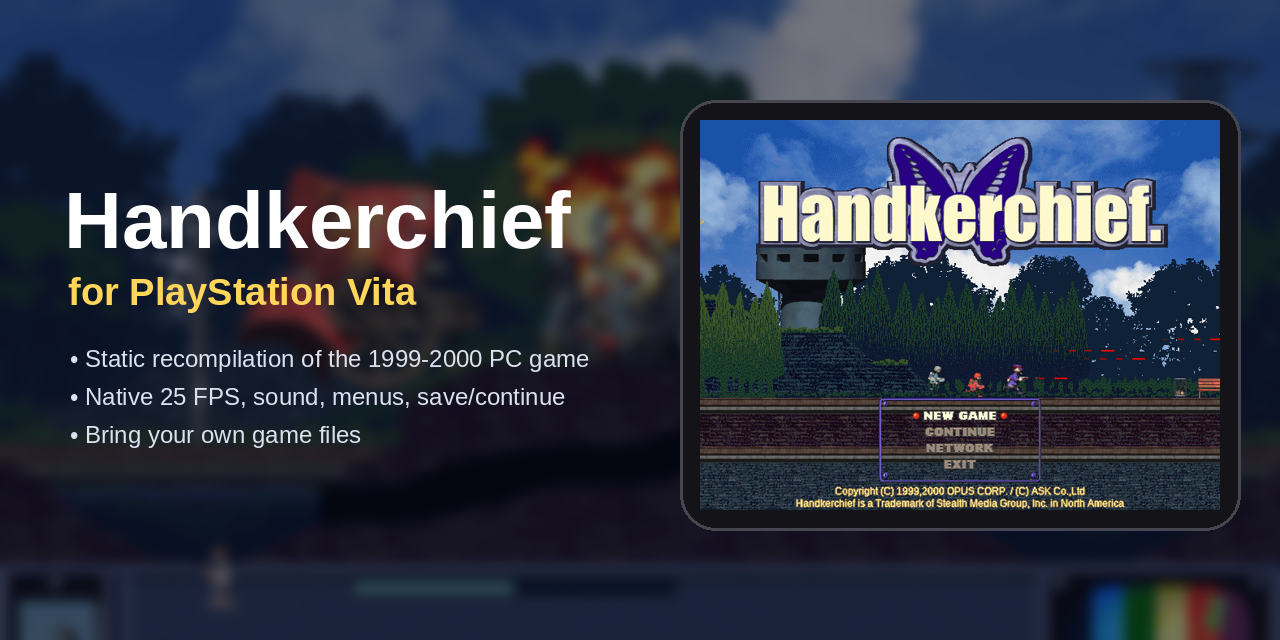 Handkerchief
for PlayStation Vita
• Static recompilation of the 1999-2000 PC game
• Native 25 FPS, sound, menus, save/continue
• Bring your own game files
Handkerchief.
NEW GAME
CONTINUE
NETWORK
EXIT
Copyright (C) 1999,2000 OPUS CORP. / (C) ASK Co.,Ltd
Handkerchief is a Trademark of Stealth Media Group, Inc. in North America